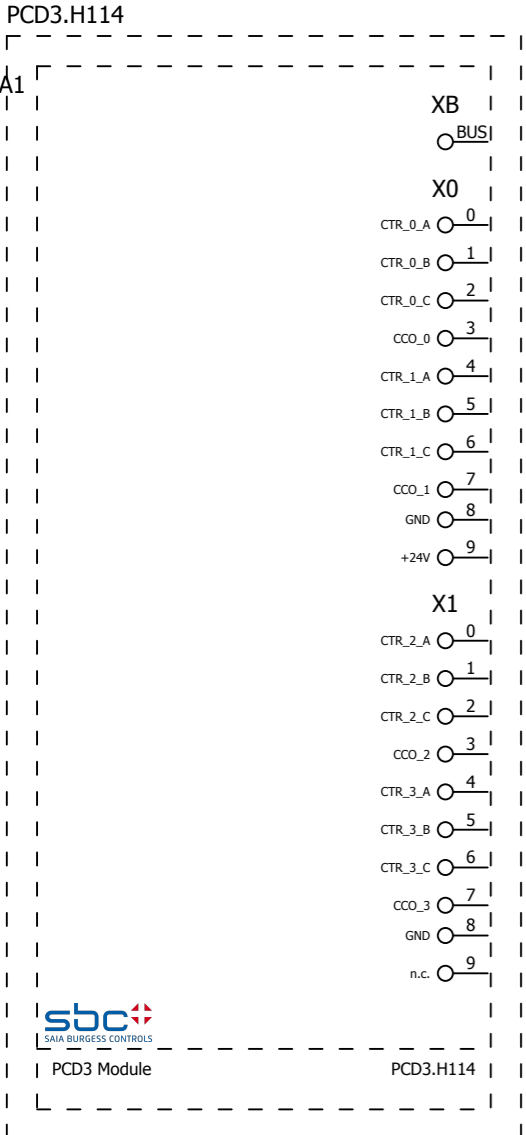 PCD3.H114
A1
XB
BUS
X0
CTR_0_A 0
CTR_0_B 1
CTR_0_C 2
CCO_0 3
CTR_1_A 4
CTR_1_B 5
CTR_1_C 6
CCO_1 7
GND 8
+24V 9
X1
CTR_2_A 0
CTR_2_B 1
CTR_2_C 2
CCO_2 3
CTR_3_A 4
CTR_3_B 5
CTR_3_C 6
CCO_3 7
GND 8
n.c. 9
sbc
SAIA BURGESS CONTROLS
PCD3 Module PCD3.H114